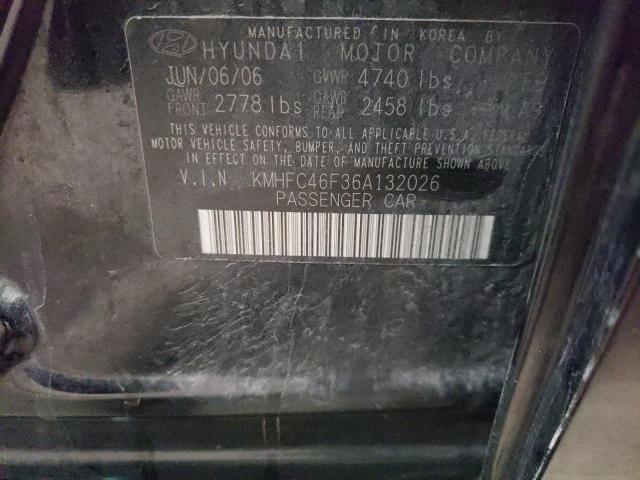 MANUFACTURED IN KOREA BY
HYUNDAI MOTOR COMPANY
JUN/06/06 GVWR 4740 lbs EB
GAWR FRONT 2778 lbs GAWR REAR 2458 lbs A9
THIS VEHICLE CONFORMS TO ALL APPLICABLE U.S.A. FEDERAL
MOTOR VEHICLE SAFETY, BUMPER, AND THEFT PREVENTION STANDARDS
IN EFFECT ON THE DATE OF MANUFACTURE SHOWN ABOVE
V.I.N KMHFC46F36A132026
PASSENGER CAR